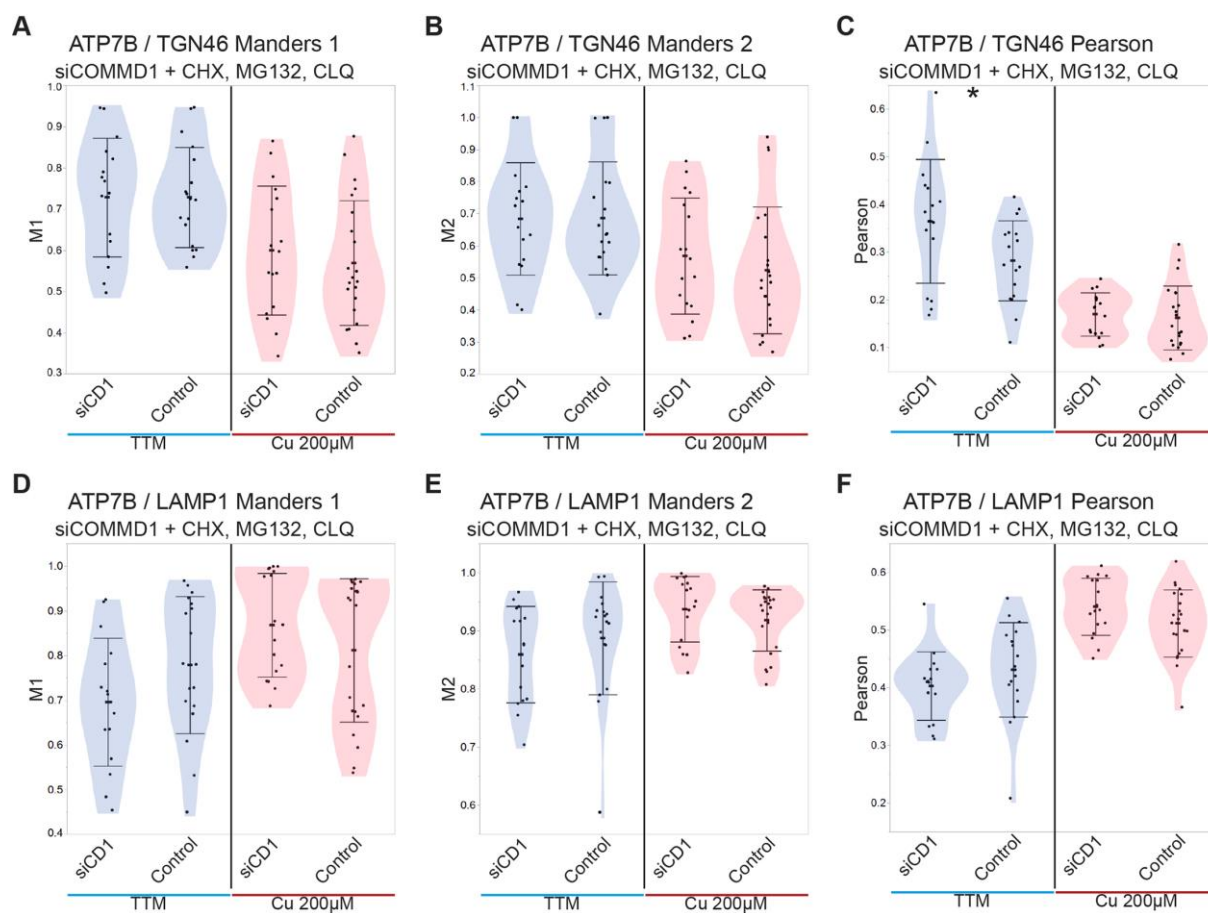 A
ATP7B / TGN46 Manders 1
siCOMMD1 + CHX, MG132, CLQ
1.0
0.9
0.8
0.7
0.6
0.5
0.4
0.3
M1
siCD1
Control
siCD1
Control
TTM
Cu 200µM
B
ATP7B / TGN46 Manders 2
siCOMMD1 + CHX, MG132, CLQ
1.1
1.0
0.9
0.8
0.7
0.6
0.5
0.4
0.3
0.2
M2
siCD1
Control
siCD1
Control
TTM
Cu 200µM
C
ATP7B / TGN46 Pearson
siCOMMD1 + CHX, MG132, CLQ
*
0.6
0.5
0.4
0.3
0.2
0.1
Pearson
siCD1
Control
siCD1
Control
TTM
Cu 200µM
D
ATP7B / LAMP1 Manders 1
siCOMMD1 + CHX, MG132, CLQ
1.0
0.9
0.8
0.7
0.6
0.5
0.4
M1
siCD1
Control
siCD1
Control
TTM
Cu 200µM
E
ATP7B / LAMP1 Manders 2
siCOMMD1 + CHX, MG132, CLQ
1.0
0.9
0.8
0.7
0.6
M2
siCD1
Control
siCD1
Control
TTM
Cu 200µM
F
ATP7B / LAMP1 Pearson
siCOMMD1 + CHX, MG132, CLQ
0.6
0.5
0.4
0.3
0.2
Pearson
siCD1
Control
siCD1
Control
TTM
Cu 200µM